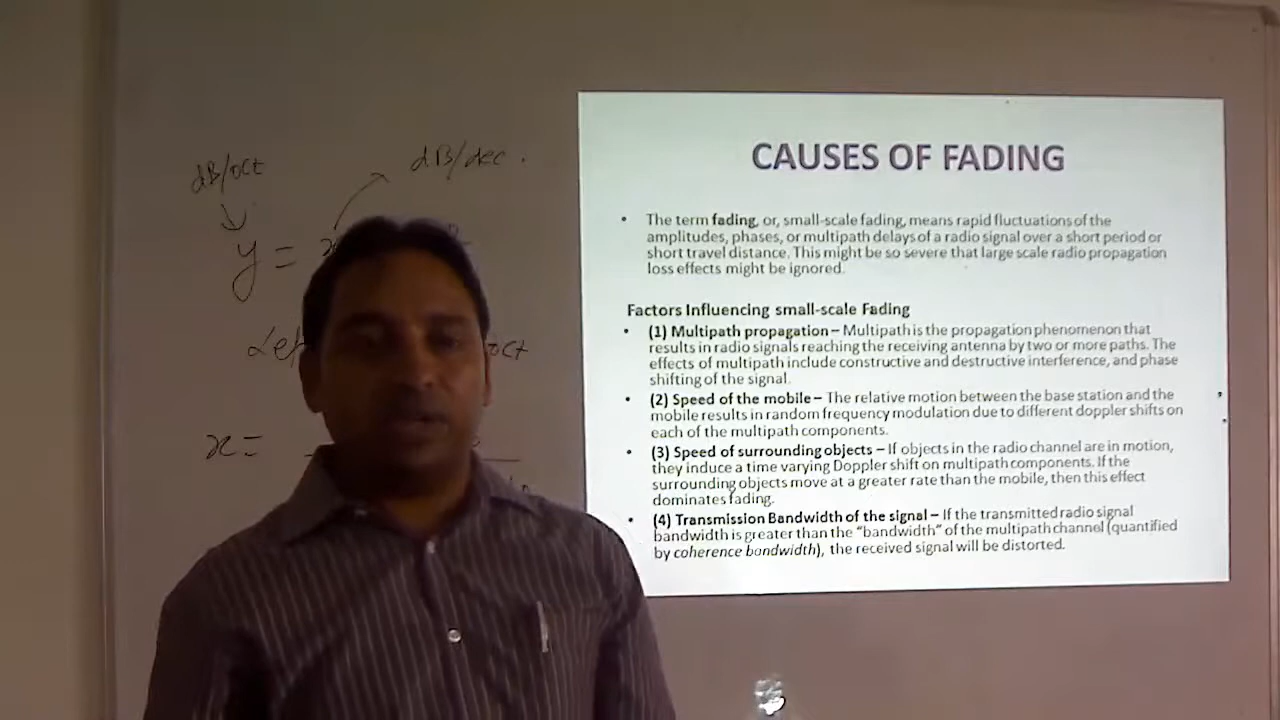 dB/oct
dB/dec .
y =
oct
x =
CAUSES OF FADING
• The term fading, or, small-scale fading, means rapid fluctuations of the
amplitudes, phases, or multipath delays of a radio signal over a short period or
short travel distance. This might be so severe that large scale radio propagation
loss effects might be ignored.
Factors Influencing small-scale Fading
• (1) Multipath propagation – Multipath is the propagation phenomenon that
results in radio signals reaching the receiving antenna by two or more paths. The
effects of multipath include constructive and destructive interference, and phase
shifting of the signal.
• (2) Speed of the mobile – The relative motion between the base station and the
mobile results in random frequency modulation due to different doppler shifts on
each of the multipath components.
• (3) Speed of surrounding objects – If objects in the radio channel are in motion,
they induce a time varying Doppler shift on multipath components. If the
surrounding objects move at a greater rate than the mobile, then this effect
dominates fading.
• (4) Transmission Bandwidth of the signal – If the transmitted radio signal
bandwidth is greater than the “bandwidth” of the multipath channel (quantified
by coherence bandwidth), the received signal will be distorted.